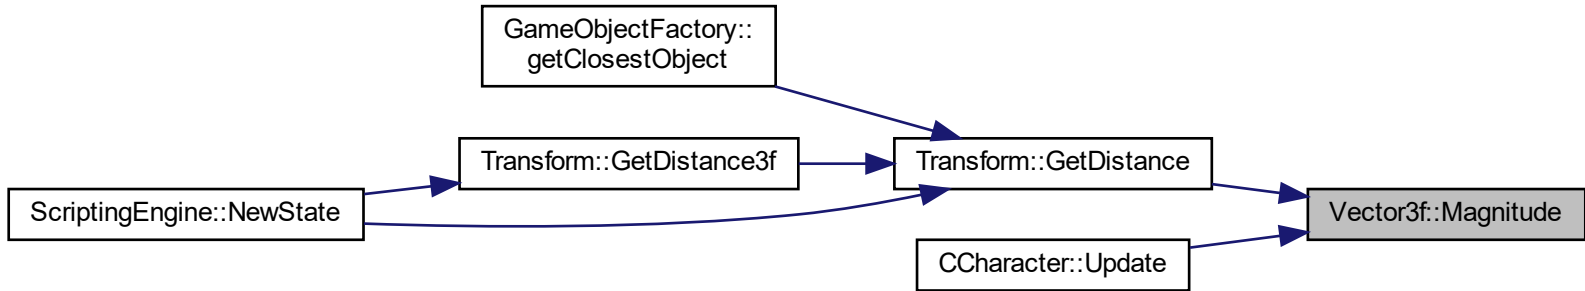 GameObjectFactory::
getClosestObject
Transform::GetDistance3f
Transform::GetDistance
ScriptingEngine::NewState
Vector3f::Magnitude
CCharacter::Update